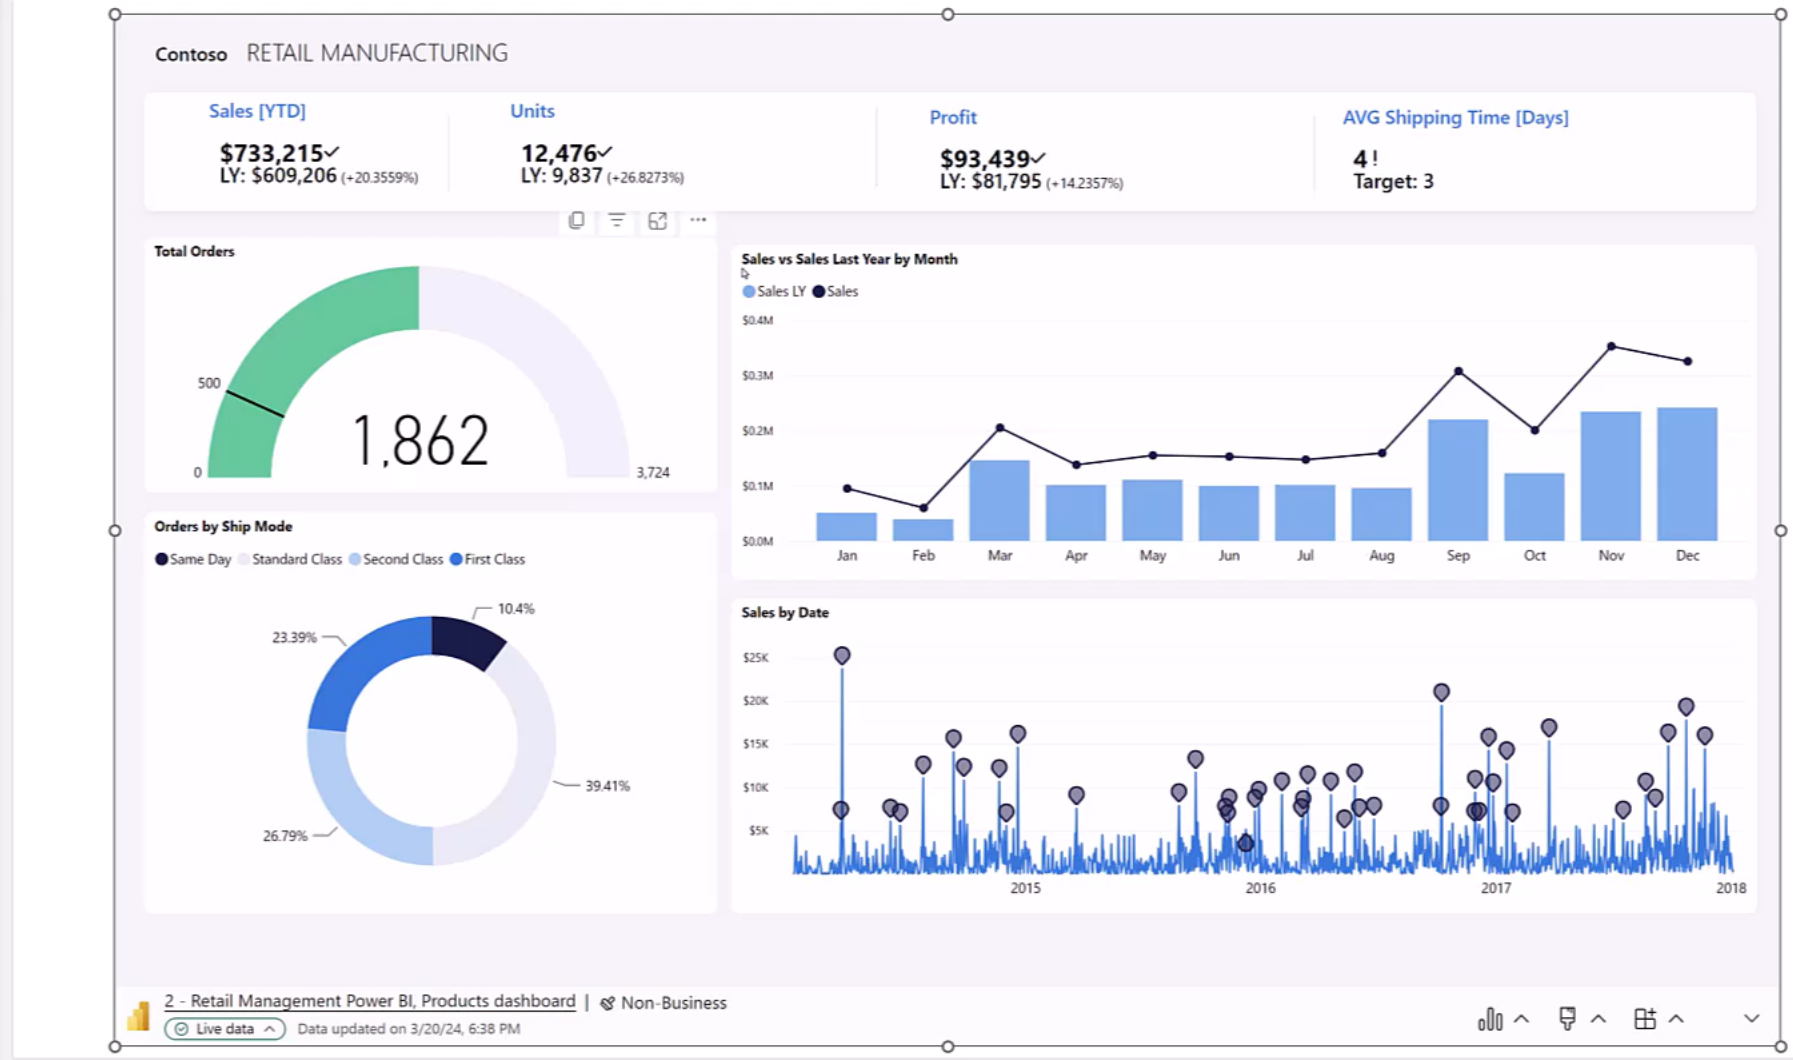 Contoso RETAIL MANUFACTURING
Sales [YTD]
$733,215
LY: $609,206 (+20.3559%)
Units
12,476
LY: 9,837 (+26.8273%)
Profit
$93,439
LY: $81,795 (+14.2357%)
AVG Shipping Time [Days]
4!
Target: 3
Total Orders
500
0
1,862
3,724
Sales vs Sales Last Year by Month
Sales LY Sales
$0.4M
$0.3M
$0.2M
$0.1M
$0.0M
Jan Feb Mar Apr May Jun Jul Aug Sep Oct Nov Dec
Orders by Ship Mode
Same Day Standard Class Second Class First Class
10.4%
23.39%
39.41%
26.79%
Sales by Date
$25K
$20K
$15K
$10K
$5K
2015 2016 2017 2018
2 - Retail Management Power BI, Products dashboard | Non-Business
Live data Data updated on 3/20/24, 6:38 PM